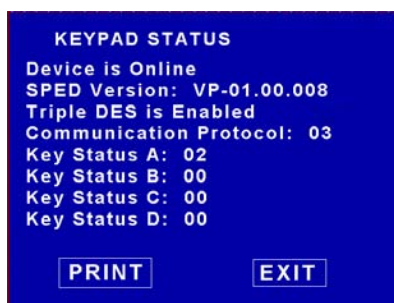 KEYPAD STATUS
Device is Online
SPED Version: VP-01.00.008
Triple DES is Enabled
Communication Protocol: 03
Key Status A: 02
Key Status B: 00
Key Status C: 00
Key Status D: 00
PRINT EXIT